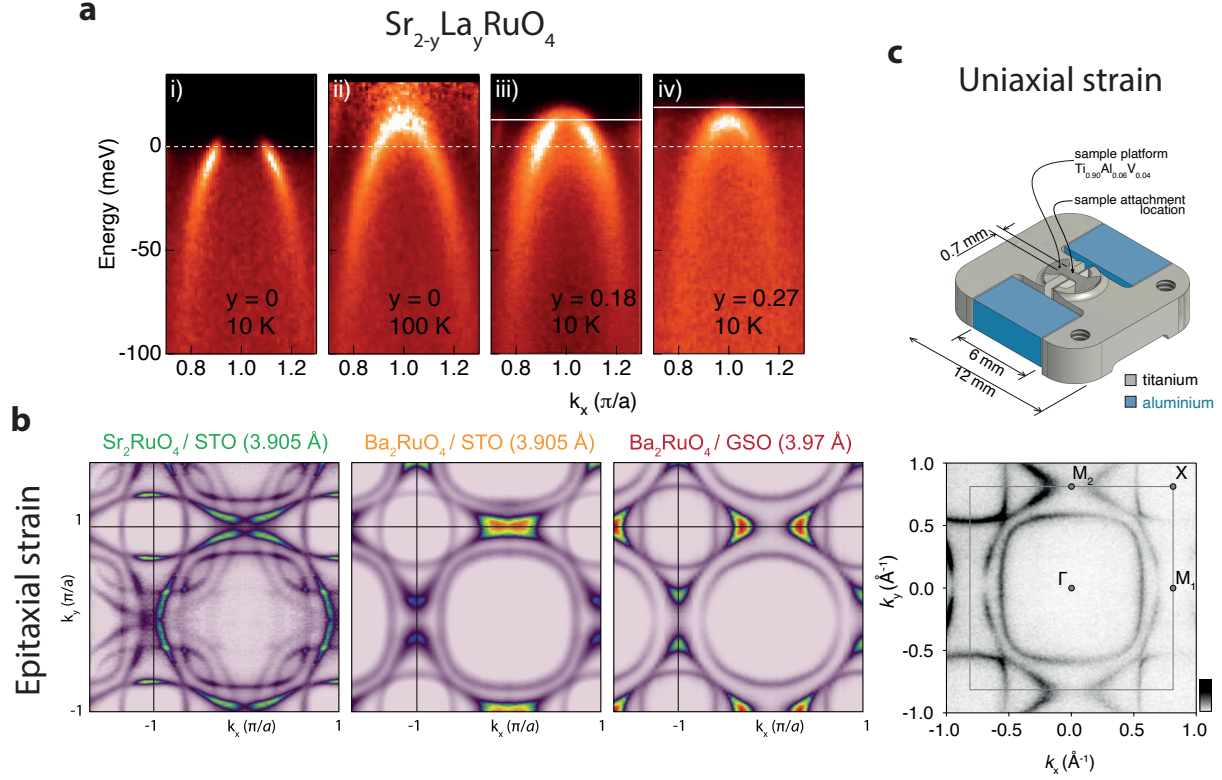 a
Sr2-yLayRuO4
i)
ii)
iii)
iv)
Energy (meV)
0
-50
-100
y = 0
10 K
y = 0
100 K
y = 0.18
10 K
y = 0.27
10 K
0.8 1.0 1.2
0.8 1.0 1.2
0.8 1.0 1.2
0.8 1.0 1.2
kx (π/a)
b
Epitaxial strain
Sr2RuO4 / STO (3.905 Å)
Ba2RuO4 / STO (3.905 Å)
Ba2RuO4 / GSO (3.97 Å)
ky (π/a)
1
-1
-1 kx (π/a) 1
-1 kx (π/a) 1
-1 kx (π/a) 1
c
Uniaxial strain
sample platform
Ti0.90Al0.06V0.04
sample attachment
location
0.7 mm
6 mm
12 mm
titanium
aluminium
ky (Å-1)
1.0
0.5
0.0
-0.5
-1.0
M2
X
Γ
M1
-1.0 -0.5 0.0 0.5 1.0
kx (Å-1)